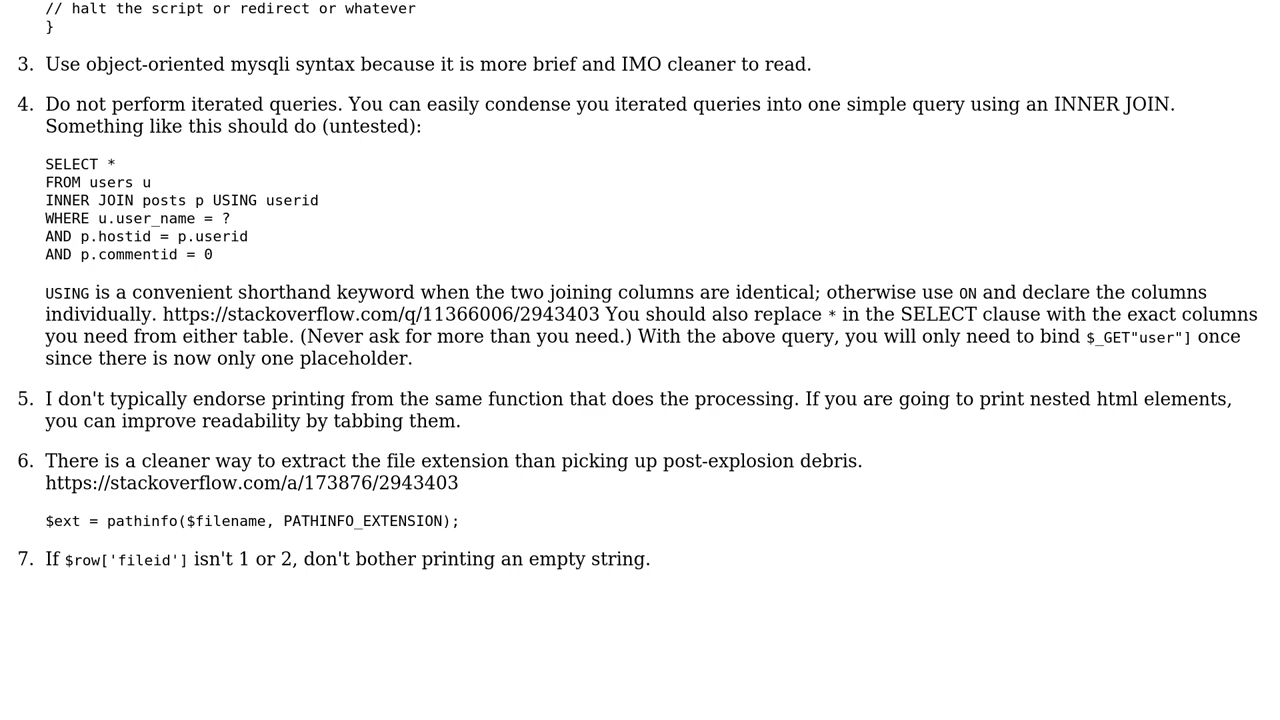 // halt the script or redirect or whatever
}
3. Use object-oriented mysqli syntax because it is more brief and IMO cleaner to read.
4. Do not perform iterated queries. You can easily condense you iterated queries into one simple query using an INNER JOIN.
Something like this should do (untested):
SELECT *
FROM users u
INNER JOIN posts p USING userid
WHERE u.user_name = ?
AND p.hostid = p.userid
AND p.commentid = 0
USING is a convenient shorthand keyword when the two joining columns are identical; otherwise use ON and declare the columns
individually. https://stackoverflow.com/q/11366006/2943403 You should also replace * in the SELECT clause with the exact columns
you need from either table. (Never ask for more than you need.) With the above query, you will only need to bind $_GET"user"] once
since there is now only one placeholder.
5. I don't typically endorse printing from the same function that does the processing. If you are going to print nested html elements,
you can improve readability by tabbing them.
6. There is a cleaner way to extract the file extension than picking up post-explosion debris.
https://stackoverflow.com/a/173876/2943403
$ext = pathinfo($filename, PATHINFO_EXTENSION);
7. If $row['fileid'] isn't 1 or 2, don't bother printing an empty string.